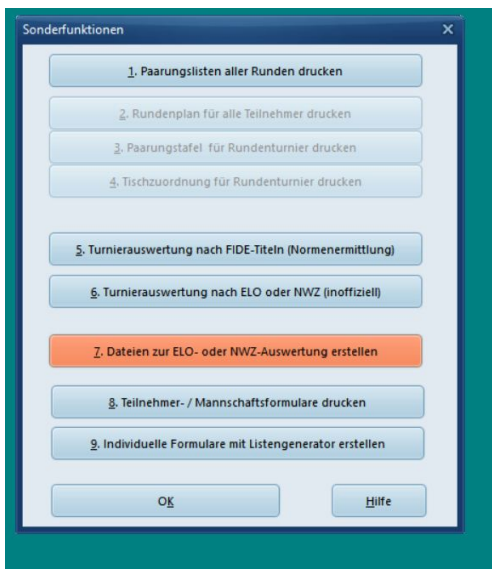 Sonderfunktionen
1. Paarungslisten aller Runden drucken
2. Rundenplan für alle Teilnehmer drucken
3. Paarungstafel für Rundenturnier drucken
4. Tischzuordnung für Rundenturnier drucken
5. Turnierauswertung nach FIDE-Titeln (Normenermittlung)
6. Turnierauswertung nach ELO oder NWZ (inoffiziell)
7. Dateien zur ELO- oder NWZ-Auswertung erstellen
8. Teilnehmer- / Mannschaftsformulare drucken
9. Individuelle Formulare mit Listengenerator erstellen
OK Hilfe